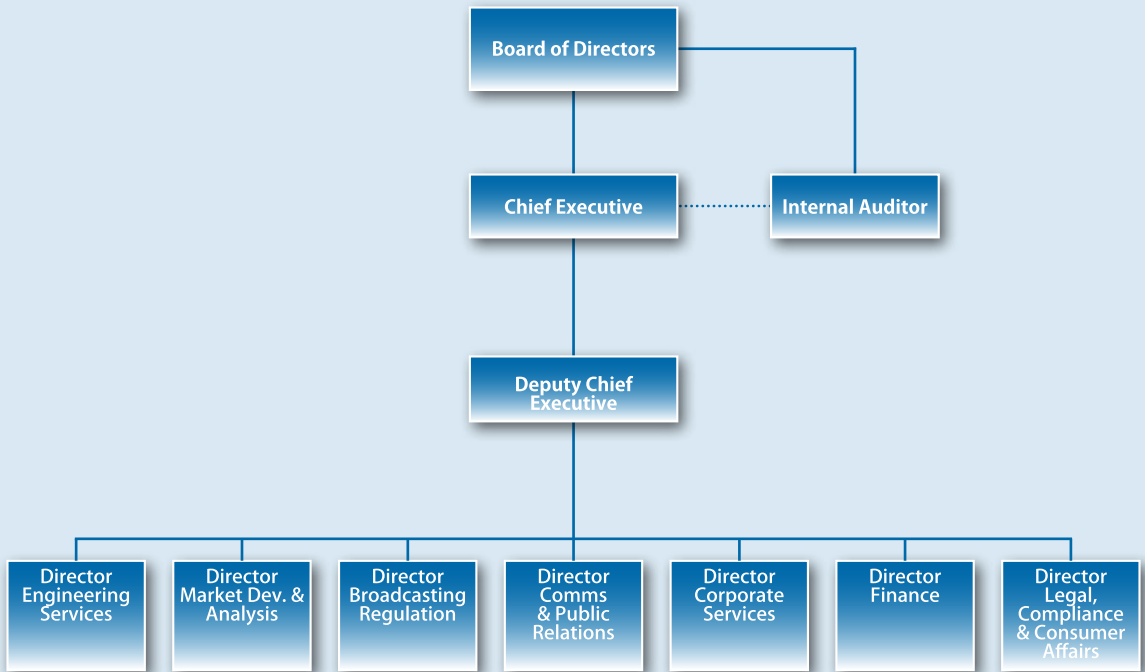 Board of Directors
Chief Executive
Internal Auditor
Deputy Chief
Executive
Director
Engineering
Services
Director
Market Dev. &
Analysis
Director
Broadcasting
Regulation
Director
Comms
& Public
Relations
Director
Corporate
Services
Director
Finance
Director
Legal,
Compliance
& Consumer
Affairs